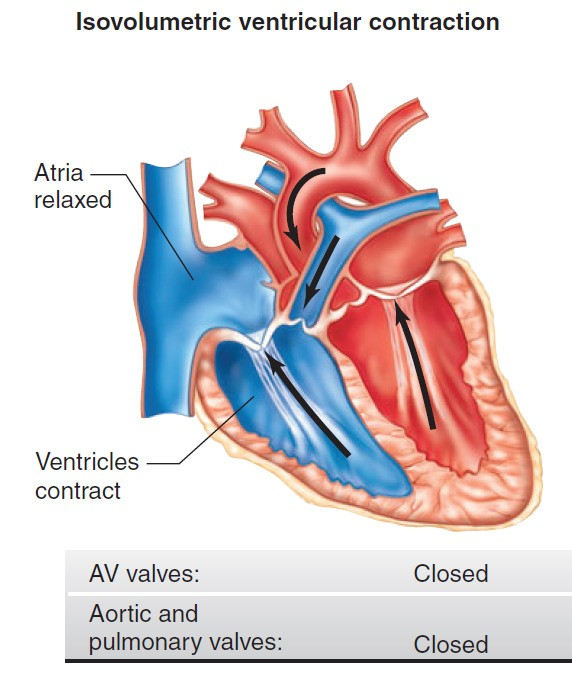 Isovolumetric ventricular contraction
Atria
relaxed
Ventricles
contract
AV valves: Closed
Aortic and
pulmonary valves: Closed